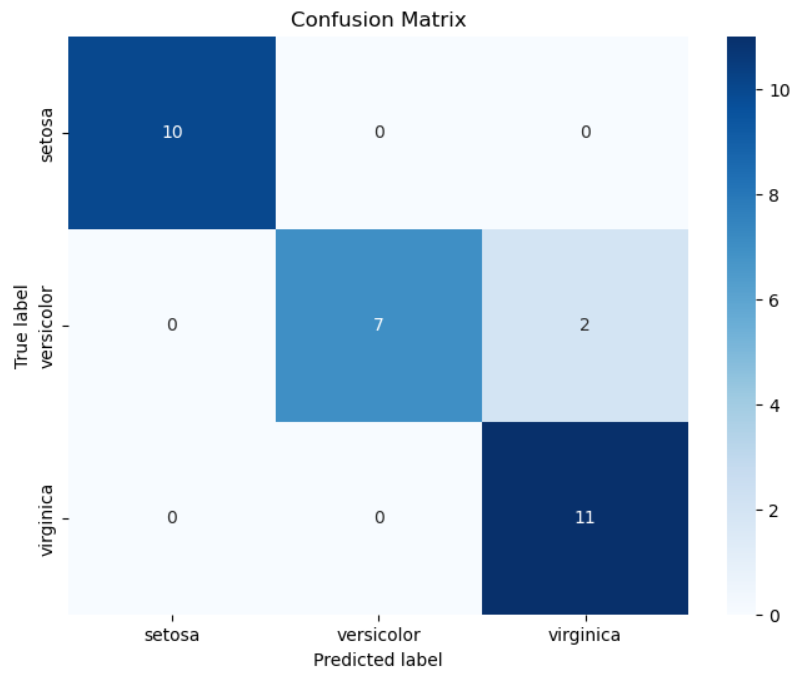 Confusion Matrix
setosa
10 0 0
10
8
True label
versicolor
0 7 2
6
4
virginica
0 0 11
2
0
setosa versicolor virginica
Predicted label